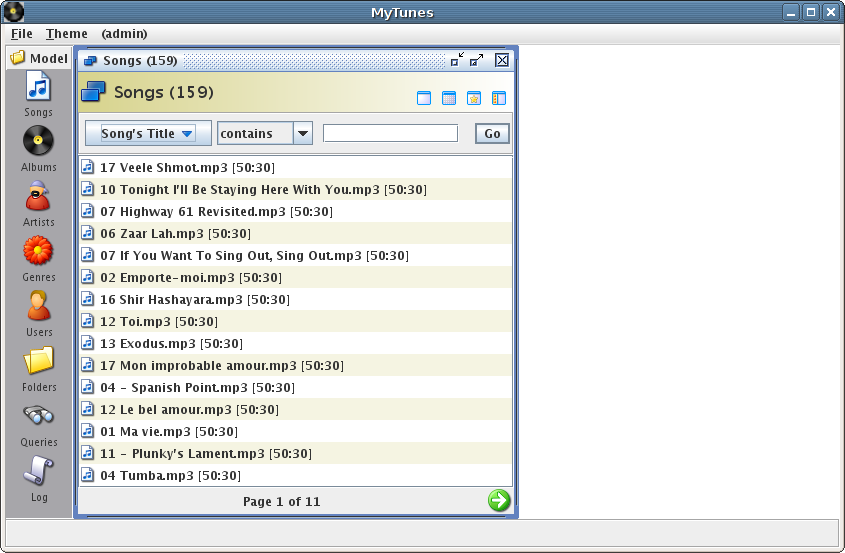 MyTunes
File Theme (admin)
Model
Songs
Albums
Artists
Genres
Users
Folders
Queries
Log
Songs (159)
Songs (159)
Song's Title contains Go
17 Veele Shmot.mp3 [50:30]
10 Tonight I'll Be Staying Here With You.mp3 [50:30]
07 Highway 61 Revisited.mp3 [50:30]
06 Zaar Lah.mp3 [50:30]
07 If You Want To Sing Out, Sing Out.mp3 [50:30]
02 Emporte-moi.mp3 [50:30]
16 Shir Hashayara.mp3 [50:30]
12 Toi.mp3 [50:30]
13 Exodus.mp3 [50:30]
17 Mon improbable amour.mp3 [50:30]
04 - Spanish Point.mp3 [50:30]
12 Le bel amour.mp3 [50:30]
01 Ma vie.mp3 [50:30]
11 - Plunky's Lament.mp3 [50:30]
04 Tumba.mp3 [50:30]
Page 1 of 11